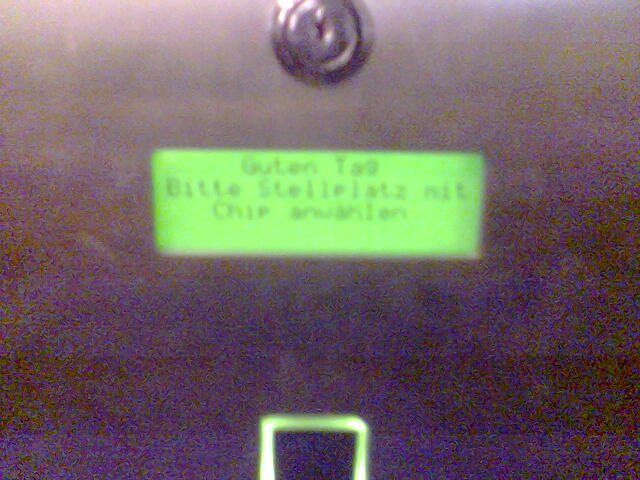 Guten Tag
Bitte Stellplatz mit
Chip anwählen